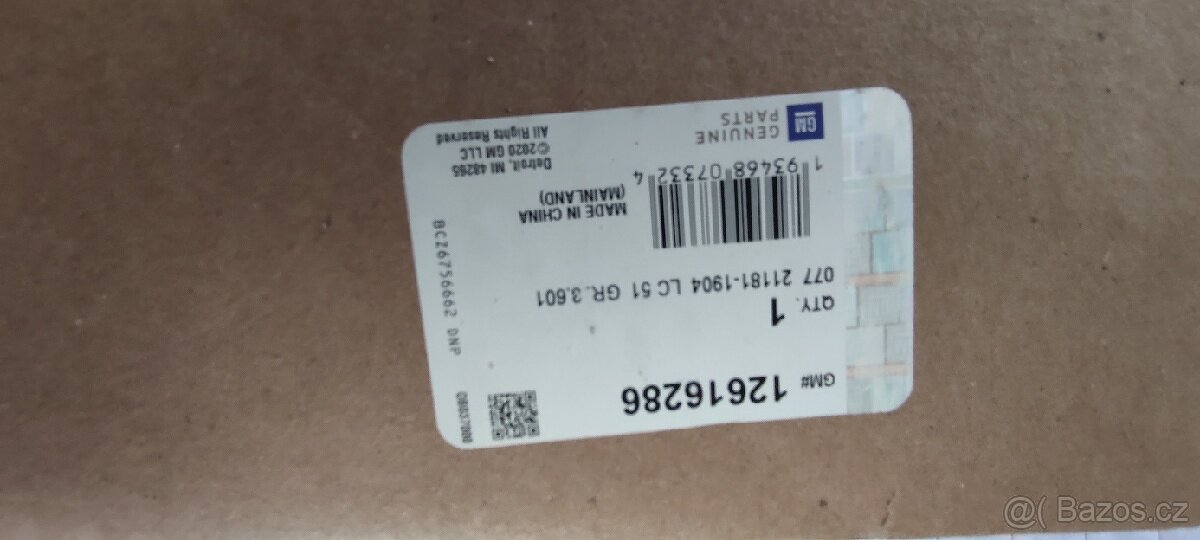 GM# 12616286
QTY. 1
077 21181-1904 LC 51 GR. 3.601
1 93468 07332 4
MADE IN CHINA
(MAINLAND)
GM
GENUINE
PARTS
Detroit, MI 48265
©2020 GM LLC
All Rights Reserved
BCZ6756662 DNP
@( Bazos.cz